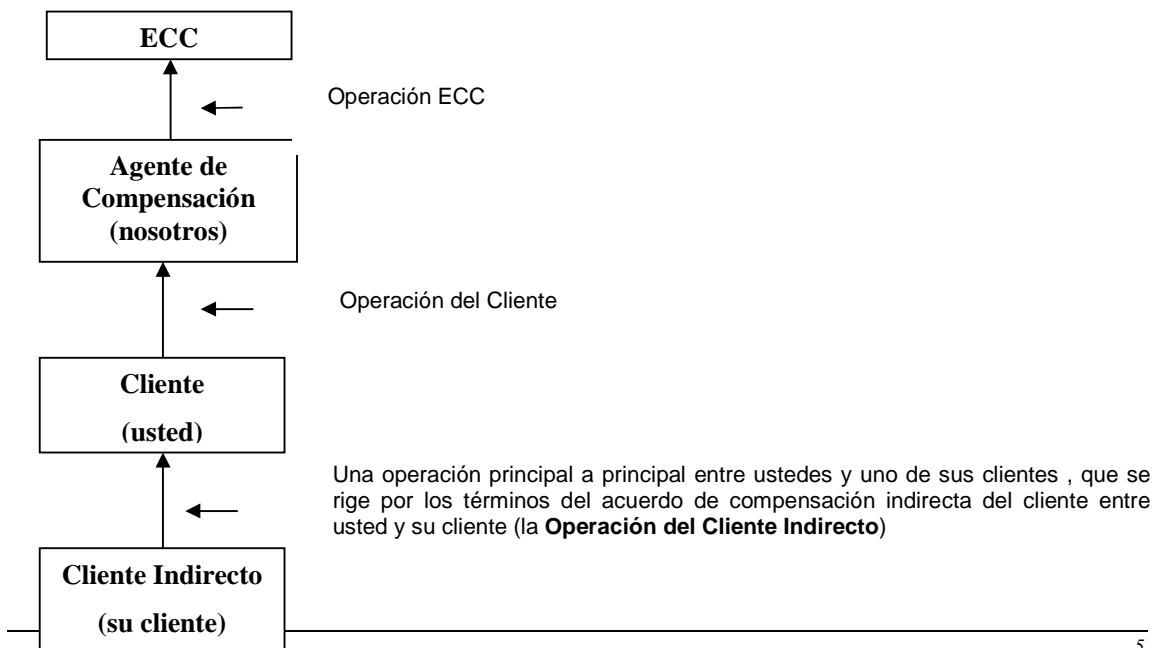 ECC
Operación ECC
Agente de
Compensación
(nosotros)
Operación del Cliente
Cliente
(usted)
Una operación principal a principal entre ustedes y uno de sus clientes , que se
rige por los términos del acuerdo de compensación indirecta del cliente entre
usted y su cliente (la Operación del Cliente Indirecto)
Cliente Indirecto
(su cliente)
5